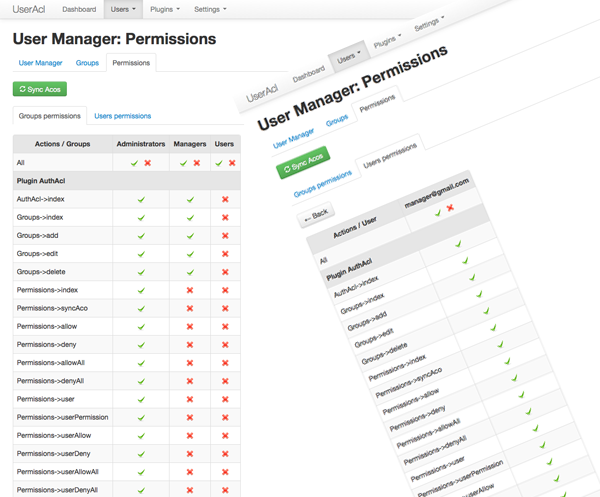 UserAcl Dashboard Users Plugins Settings
User Manager: Permissions
User Manager Groups Permissions
Sync Acos
Groups permissions Users permissions
Actions / Groups Administrators Managers Users
All
Plugin AuthAcl
AuthAcl->index
Groups->index
Groups->add
Groups->edit
Groups->delete
Permissions->index
Permissions->syncAco
Permissions->allow
Permissions->deny
Permissions->allowAll
Permissions->denyAll
Permissions->user
Permissions->userPermission
Permissions->userAllow
Permissions->userDeny
Permissions->userAllowAll
Permissions->userDenyAll
UserAcl Dashboard Users Plugins Settings
User Manager: Permissions
User Manager Groups Permissions
Sync Acos
Groups permissions Users permissions
← Back
Actions / User manager@gmail.com
All
Plugin AuthAcl
AuthAcl->index
Groups->index
Groups->add
Groups->edit
Groups->delete
Permissions->index
Permissions->syncAco
Permissions->allow
Permissions->deny
Permissions->allowAll
Permissions->denyAll
Permissions->user
Permissions->userPermission
userAllow